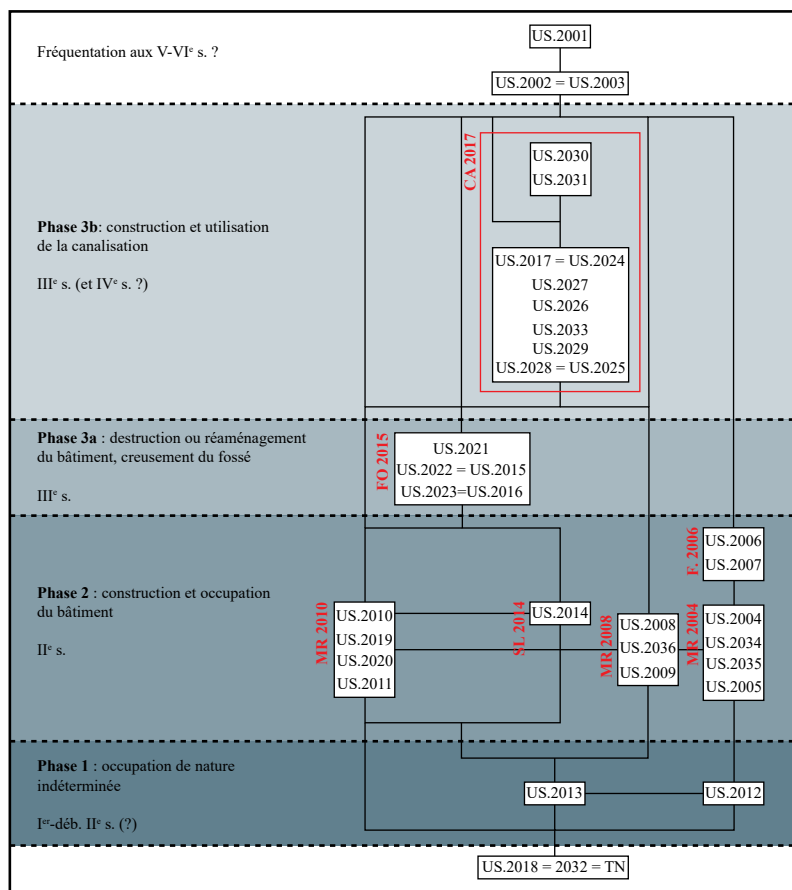 Fréquentation aux V-VIe s. ?
US.2001
US.2002 = US.2003
Phase 3b: construction et utilisation
de la canalisation
IIIe s. (et IVe s. ?)
CA 2017
US.2030
US.2031
US.2017 = US.2024
US.2027
US.2026
US.2033
US.2029
US.2028 = US.2025
Phase 3a : destruction ou réaménagement
du bâtiment, creusement du fossé
IIIe s.
FO 2015
US.2021
US.2022 = US.2015
US.2023=US.2016
Phase 2 : construction et occupation
du bâtiment
IIe s.
MR 2010
US.2010
US.2019
US.2020
US.2011
SL 2014
US.2014
MR 2008
US.2008
US.2036
US.2009
F. 2006
US.2006
US.2007
MR 2004
US.2004
US.2034
US.2035
US.2005
Phase 1 : occupation de nature
indéterminée
Ier-déb. IIe s. (?)
US.2013
US.2012
US.2018 = 2032 = TN